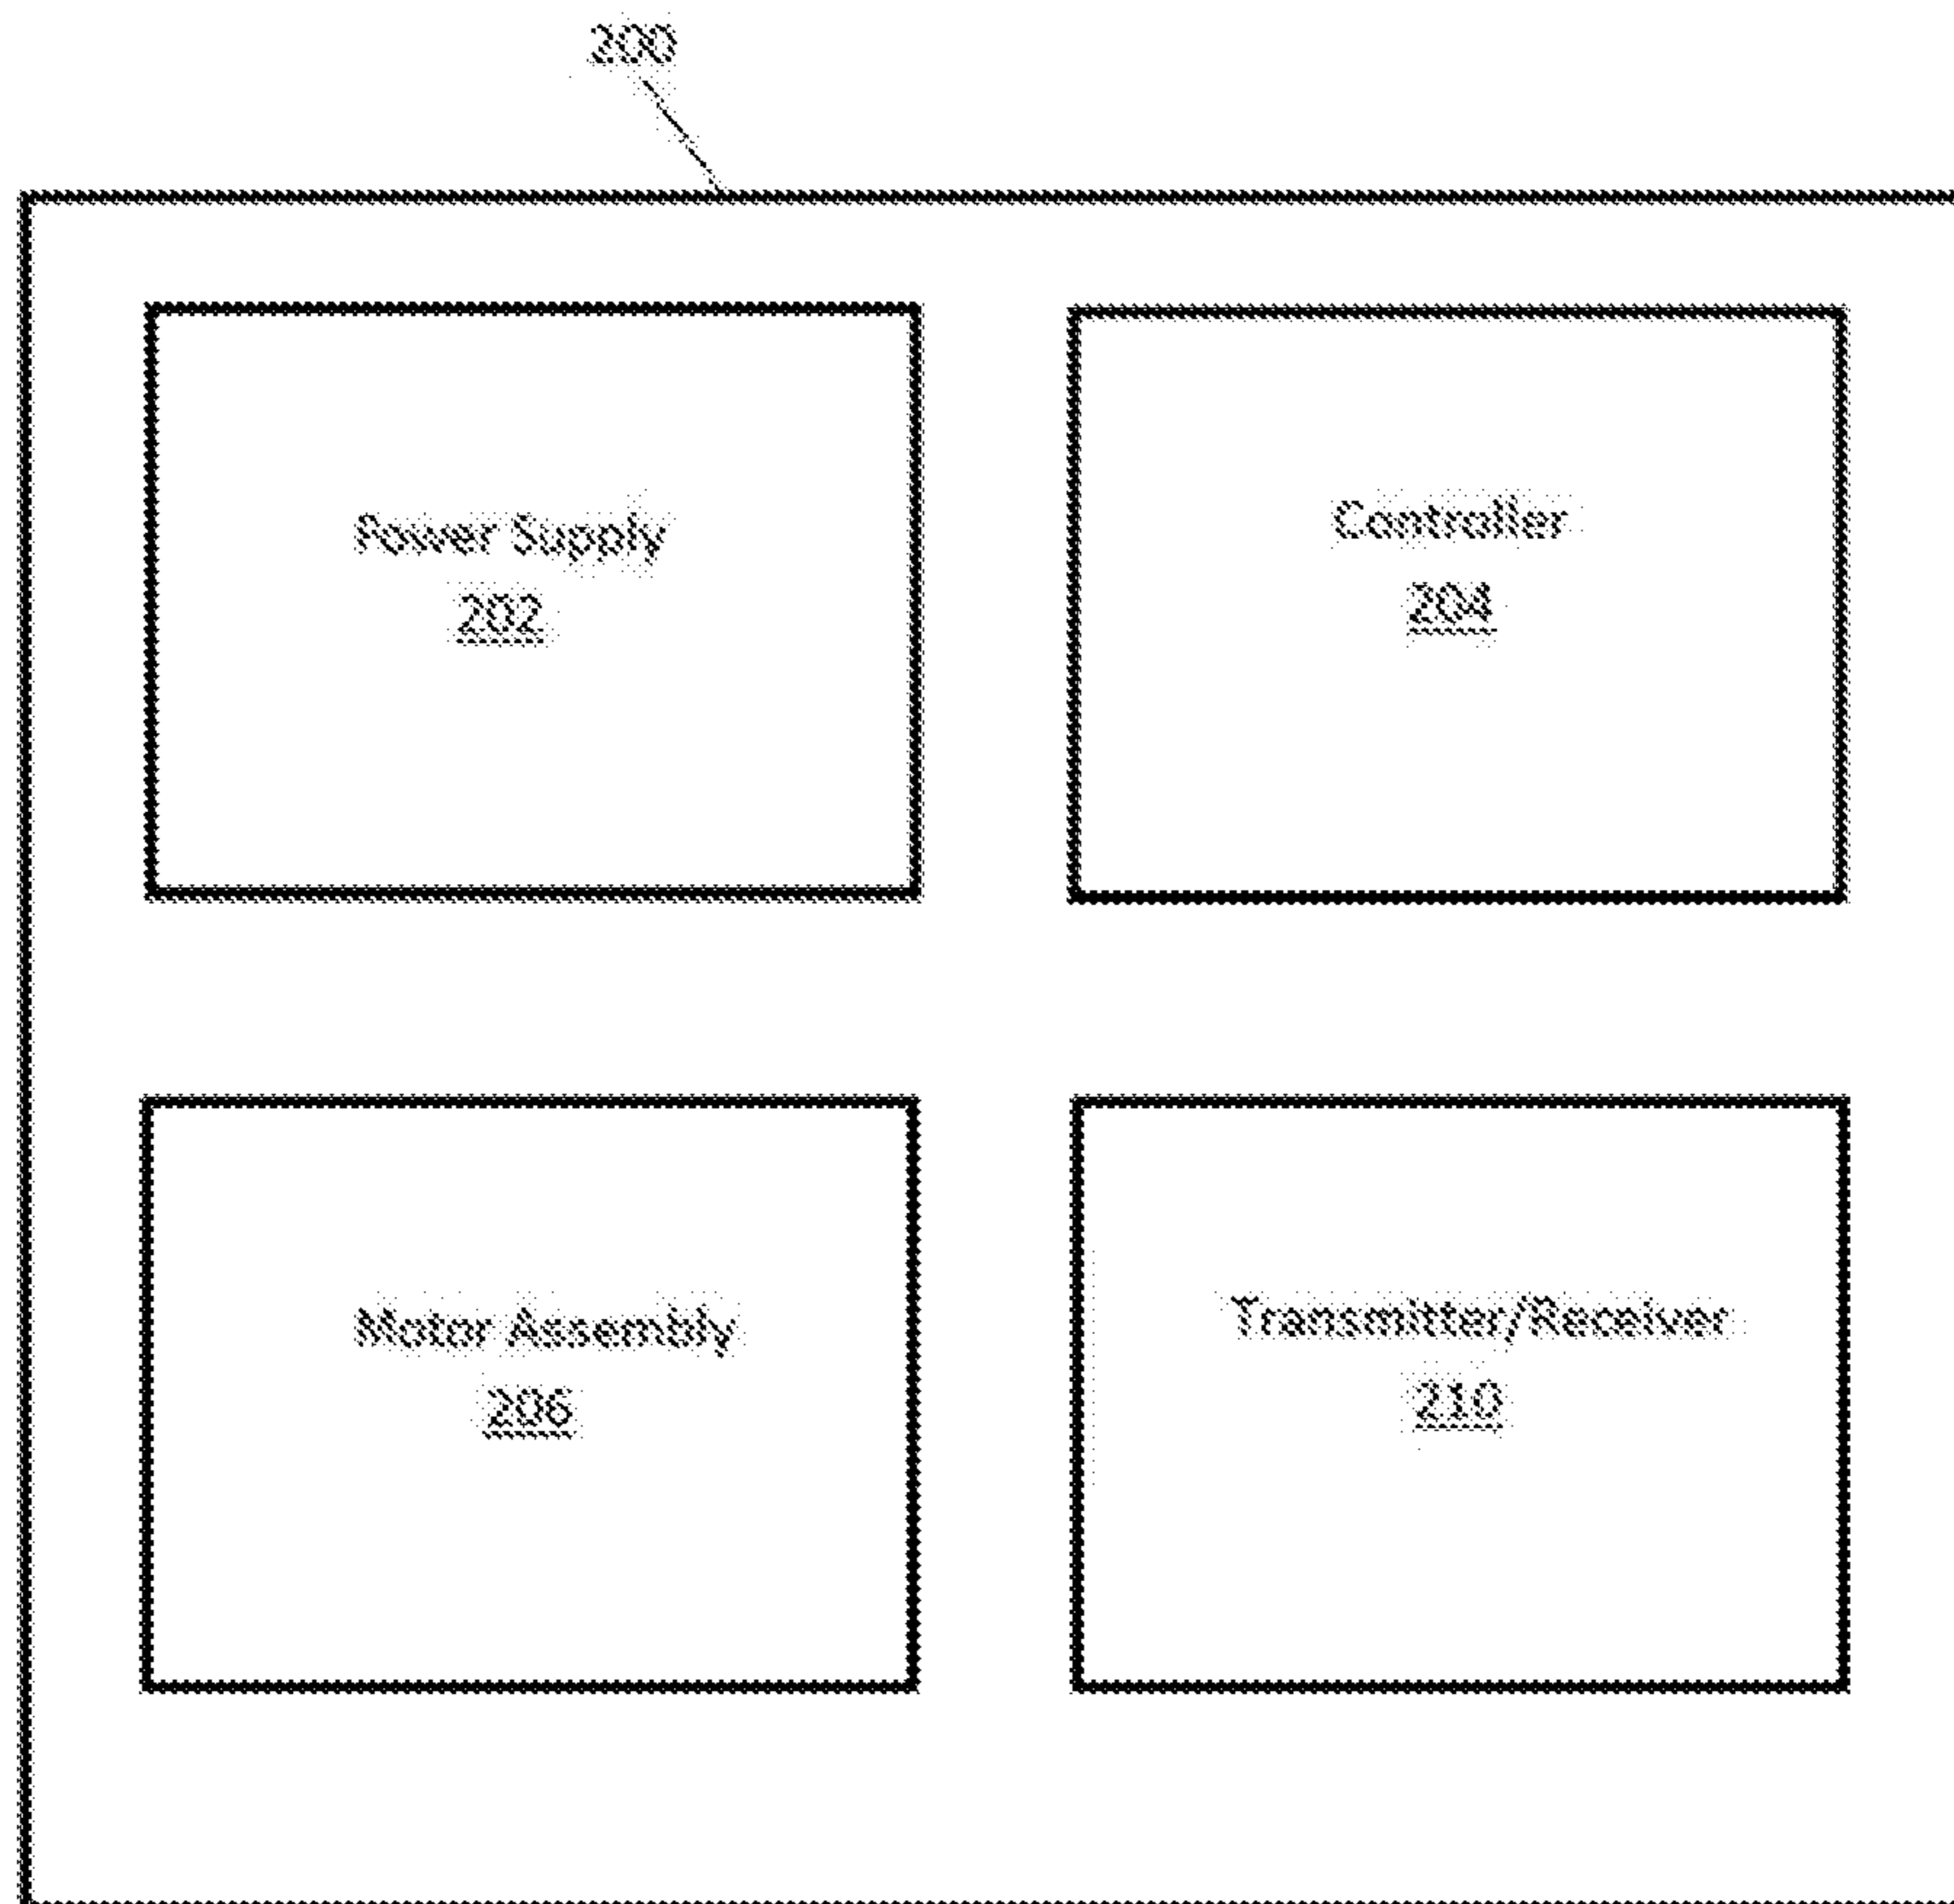 200
Power Supply
202
Controller
204
Motor Assembly
206
Transmitter/Receiver
210